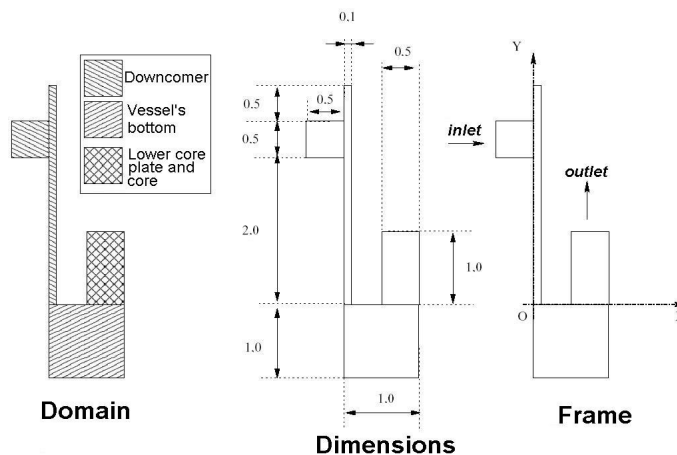 Downcomer
Vessel's
bottom
Lower core
plate and
core
Domain
0.1
0.5
0.5
0.5
0.5
2.0
1.0
1.0
1.0
Dimensions
Y
inlet
outlet
O
Frame